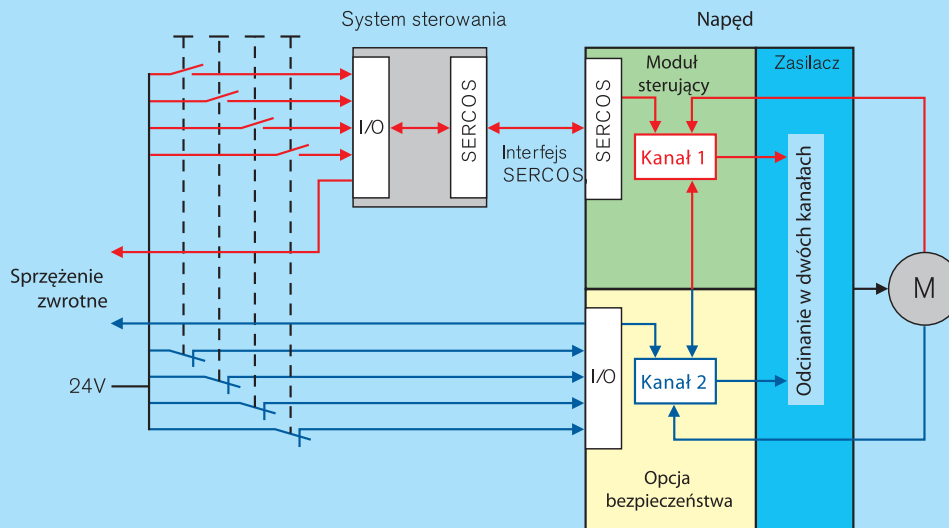 System sterowania
Napęd
I/O
SERCOS
Interfejs
SERCOS,
SERCOS
Moduł
sterujący
Kanał 1
Zasilacz
Odcinanie w dwóch kanałach
M
Sprzężenie
zwrotne
24V
I/O
Kanał 2
Opcja
bezpieczeństwa